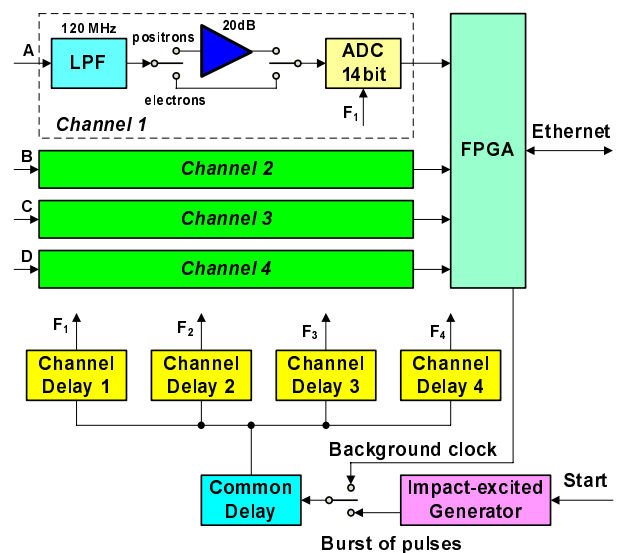 120 MHz
20dB
A
LPF
positrons
electrons
ADC
14bit
F1
Channel 1
FPGA
Ethernet
B
Channel 2
C
Channel 3
D
Channel 4
F1
F2
F3
F4
Channel
Delay 1
Channel
Delay 2
Channel
Delay 3
Channel
Delay 4
Background clock
Common
Delay
Impact-excited
Generator
Start
Burst of pulses